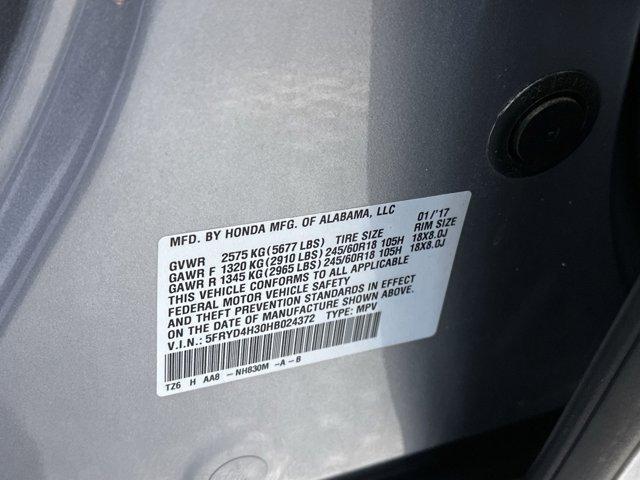 MFD. BY HONDA MFG. OF ALABAMA, LLC 01/'17
GVWR 2575 KG (5677 LBS) TIRE SIZE RIM SIZE
GAWR F 1320 KG (2910 LBS) 245/60R18 105H 18X8.0J
GAWR R 1345 KG (2965 LBS) 245/60R18 105H 18X8.0J
THIS VEHICLE CONFORMS TO ALL APPLICABLE
FEDERAL MOTOR VEHICLE SAFETY
AND THEFT PREVENTION STANDARDS IN EFFECT
ON THE DATE OF MANUFACTURE SHOWN ABOVE.
V.I.N.: 5FRYD4H30HB024372 TYPE: MPV
TZ6 H AA8 -NH830M -A-B